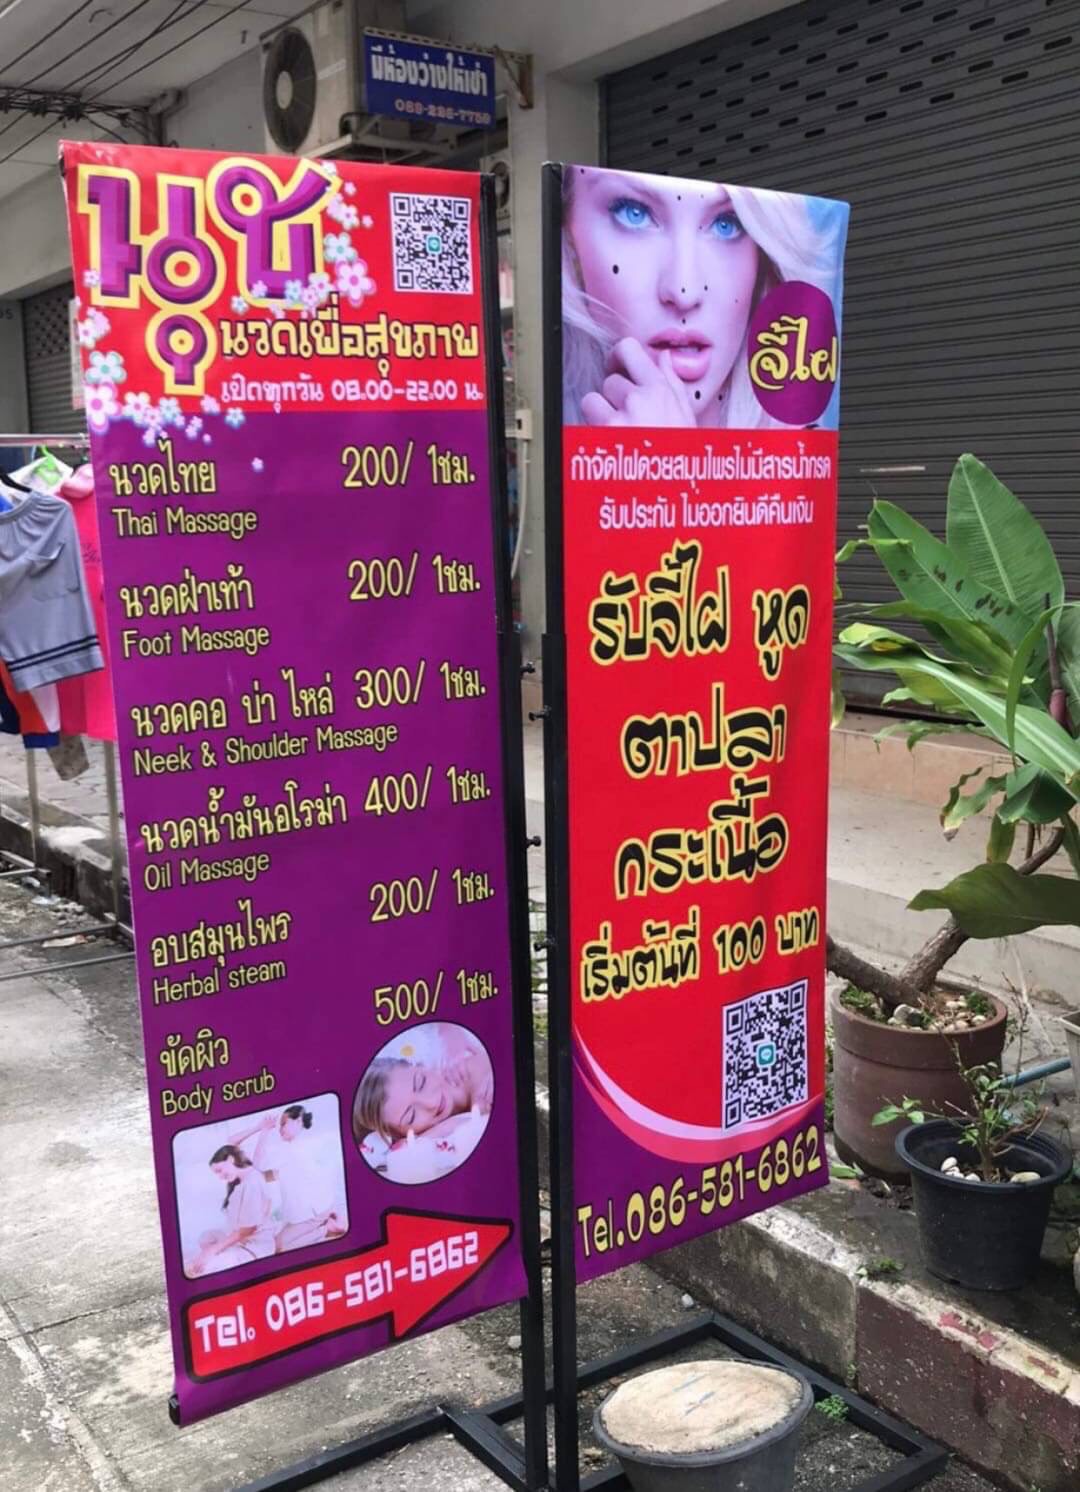 มีห้องว่างให้เช่า
089-226-7759
นุช
นวดเพื่อสุขภาพ
เปิดทุกวัน 08.00-22.00 น.
นวดไทย 200/ 1ชม.
Thai Massage
นวดฝ่าเท้า 200/ 1ชม.
Foot Massage
นวดคอ บ่า ไหล่ 300/ 1ชม.
Neek & Shoulder Massage
นวดน้ำมันอโรม่า 400/ 1ชม.
Oil Massage
อบสมุนไพร 200/ 1ชม.
Herbal steam
ขัดผิว 500/ 1ชม.
Body scrub
Tel. 086-581-6862
จี้ไฝ
กำจัดไฝด้วยสมุนไพรไม่มีสารน้ำกรด
รับประกัน ไม่ออกยินดีคืนเงิน
รับจี้ไฝ หูด
ตาปลา
กระเนื้อ
เริ่มต้นที่ 100 บาท
Tel.086-581-6862